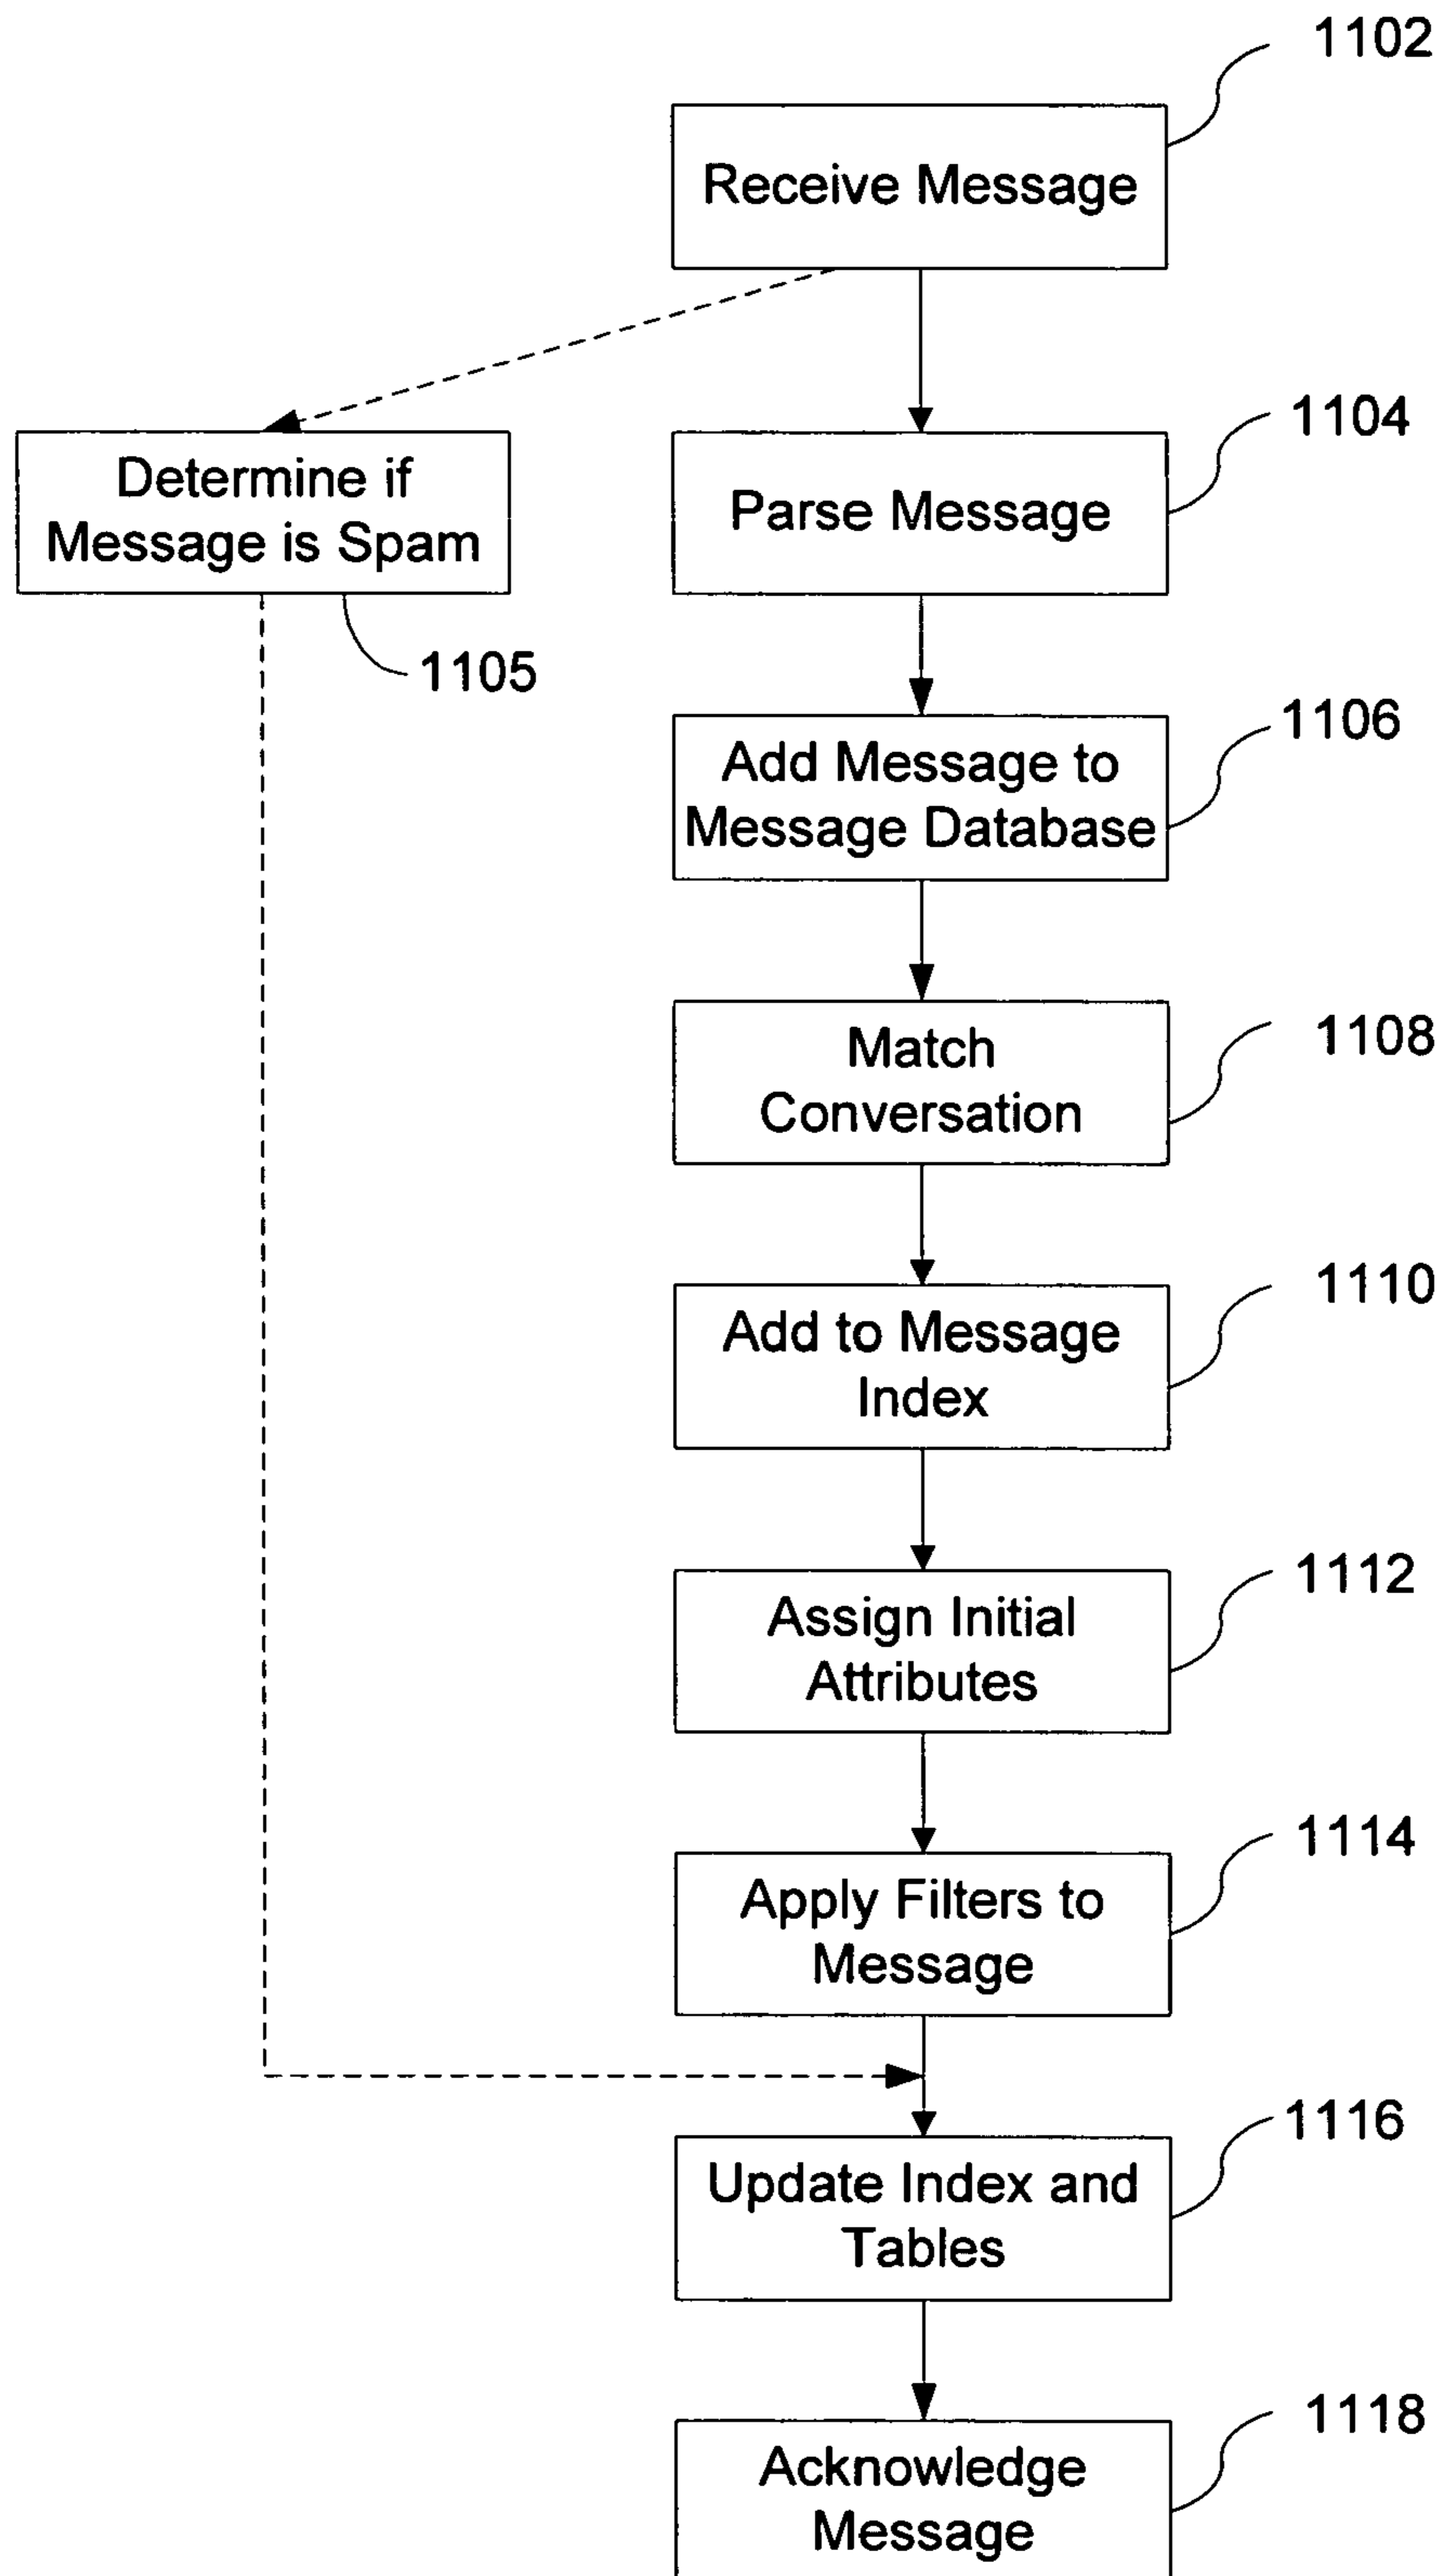 1102
Receive Message
1104
Determine if
Message is Spam
Parse Message
1105
1106
Add Message to
Message Database
1108
Match
Conversation
1110
Add to Message
Index
1112
Assign Initial
Attributes
1114
Apply Filters to
Message
1116
Update Index and
Tables
1118
Acknowledge
Message